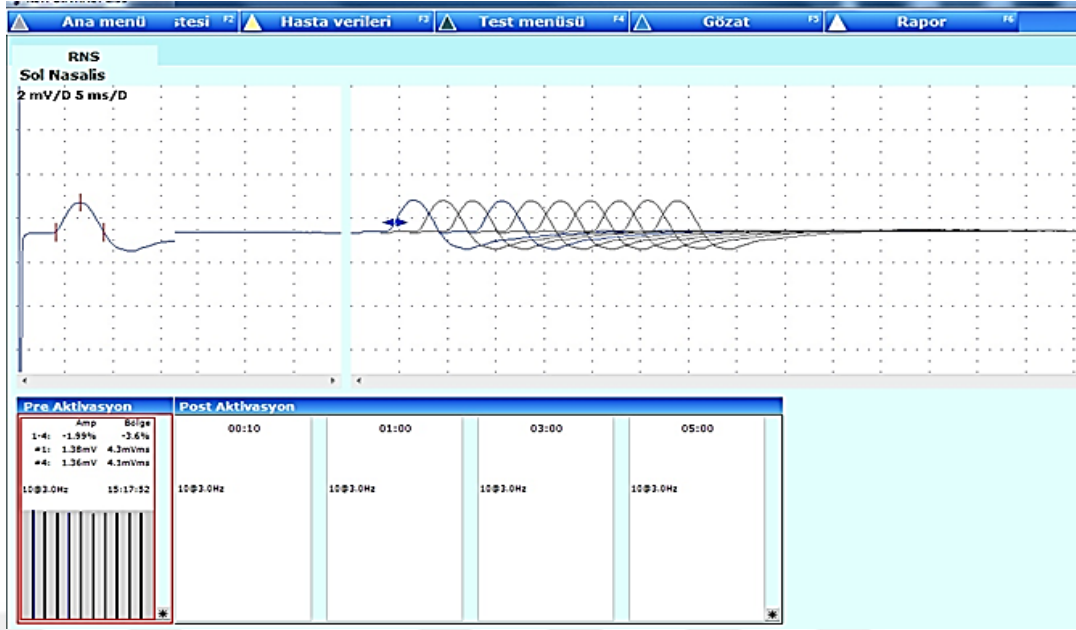 Ana menü stesi F2 Hasta verileri F3 Test menüsü F4 Gözat F5 Rapor F6
RNS
Sol Nasalis
2 mV/D 5 ms/D
Pre Aktivasyon
Amp Bölge
1-4: -1.99% -3.6%
#1: 1.38mV 4.3mVms
#4: 1.36mV 4.1mVms
10@3.0Hz 15:17:52
Post Aktivasyon
00:10 01:00 03:00 05:00
10@3.0Hz 10@3.0Hz 10@3.0Hz 10@3.0Hz